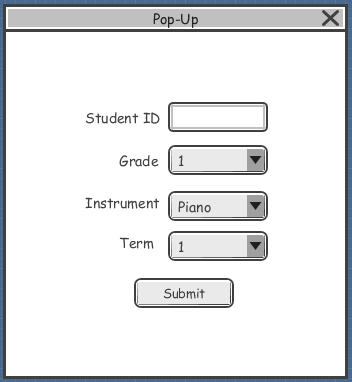 Pop-Up
Student ID
Grade 1
Instrument Piano
Term 1
Submit